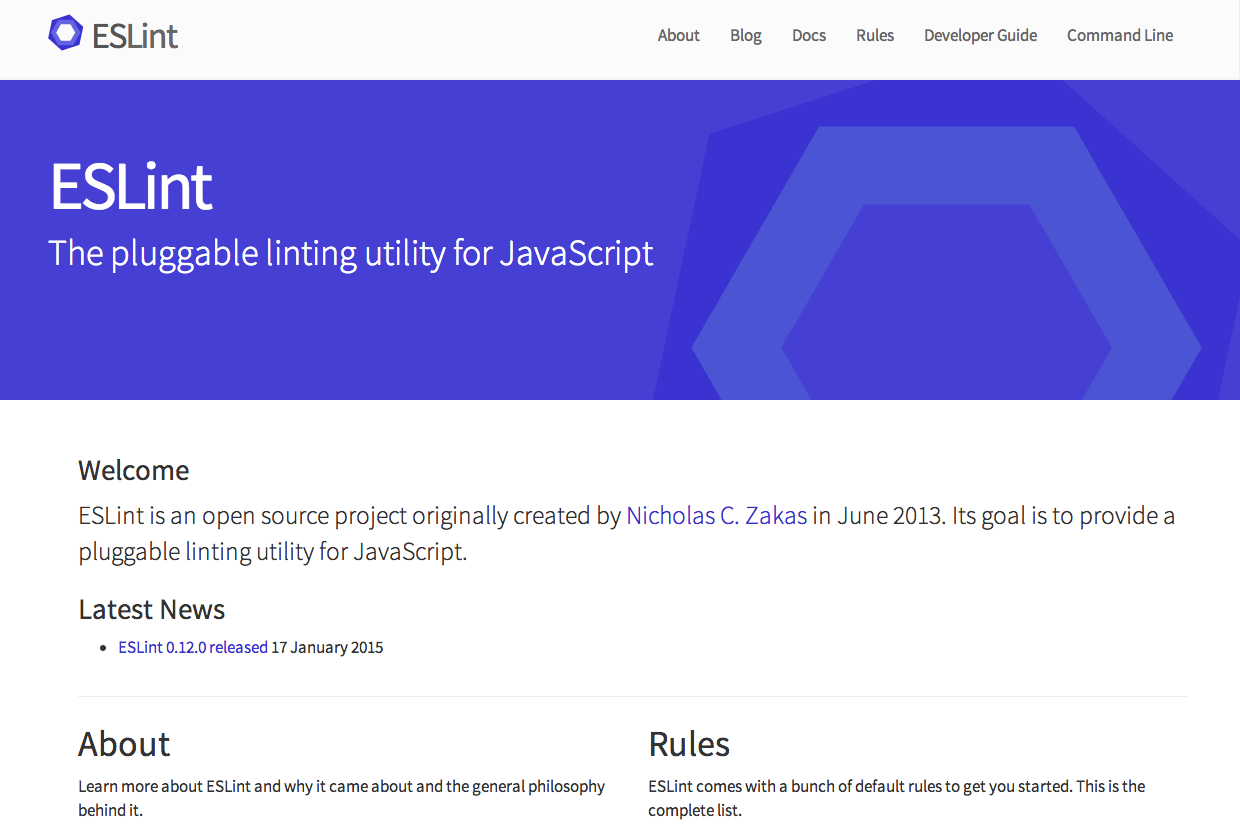 ESLint
About Blog Docs Rules Developer Guide Command Line
ESLint
The pluggable linting utility for JavaScript
Welcome
ESLint is an open source project originally created by Nicholas C. Zakas in June 2013. Its goal is to provide a
pluggable linting utility for JavaScript.
Latest News
ESLint 0.12.0 released 17 January 2015
About
Learn more about ESLint and why it came about and the general philosophy
behind it.
Rules
ESLint comes with a bunch of default rules to get you started. This is the
complete list.